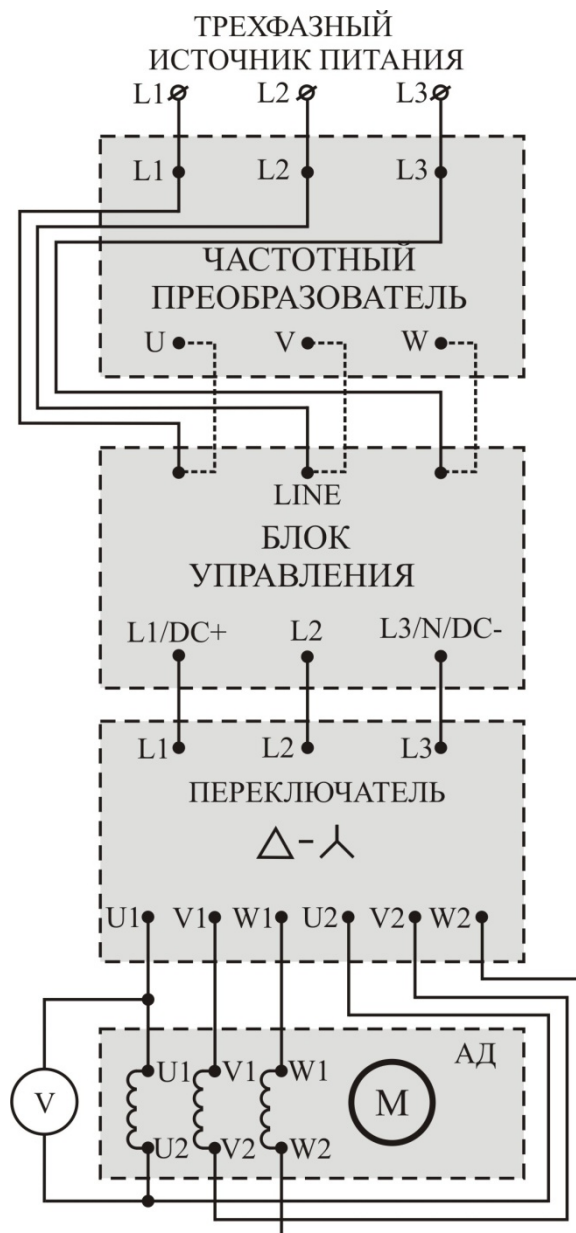 ТРЕХФАЗНЫЙ
ИСТОЧНИК ПИТАНИЯ
L1 L2 L3
L1 L2 L3
ЧАСТОТНЫЙ
ПРЕОБРАЗОВАТЕЛЬ
U V W
LINE
БЛОК
УПРАВЛЕНИЯ
L1/DC+ L2 L3/N/DC-
L1 L2 L3
ПЕРЕКЛЮЧАТЕЛЬ
U1 V1 W1 U2 V2 W2
АД
U1 V1 W1
V M
U2 V2 W2